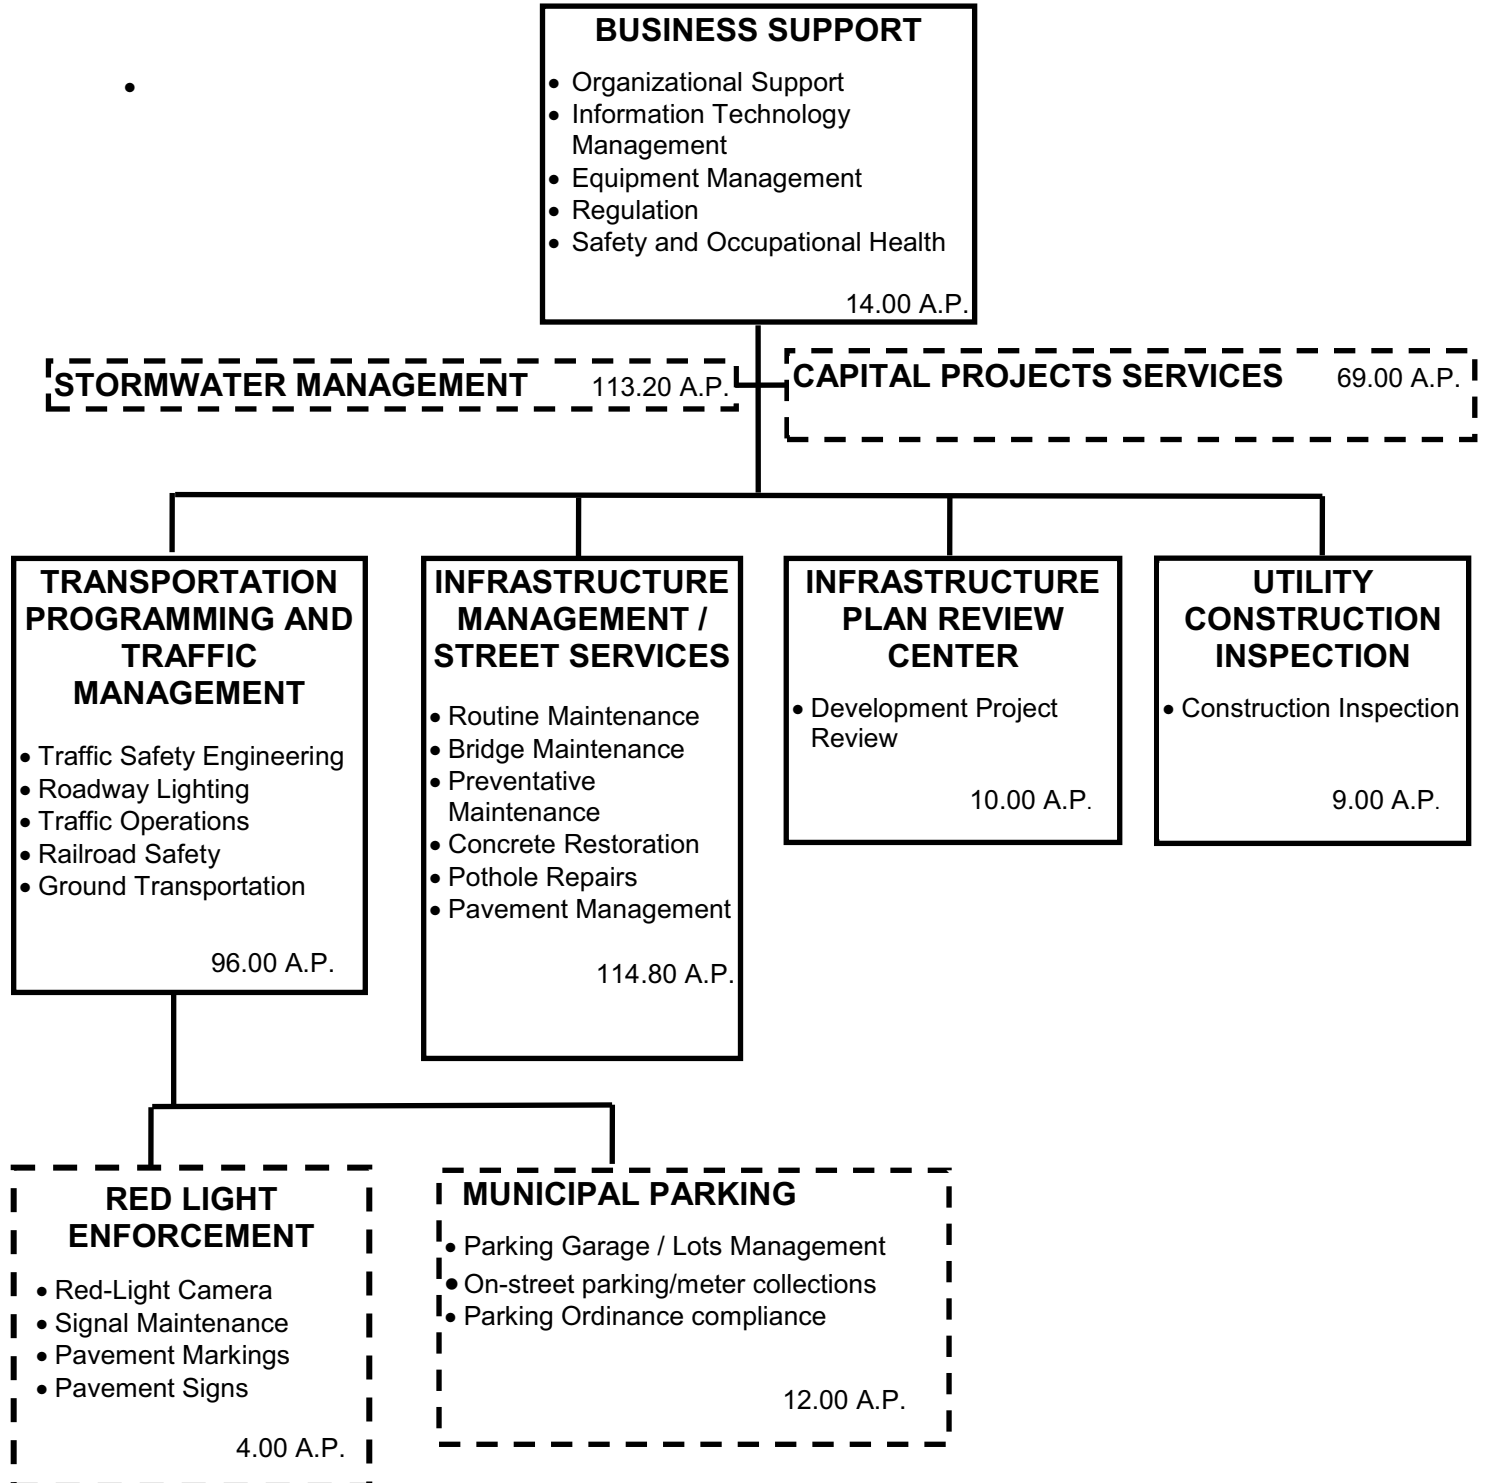 BUSINESS SUPPORT
•
• Organizational Support
• Information Technology
Management
• Equipment Management
• Regulation
• Safety and Occupational Health
14.00 A.P.
STORMWATER MANAGEMENT 113.20 A.P.
CAPITAL PROJECTS SERVICES 69.00 A.P.
TRANSPORTATION
PROGRAMMING AND
TRAFFIC
MANAGEMENT
• Traffic Safety Engineering
• Roadway Lighting
• Traffic Operations
• Railroad Safety
• Ground Transportation
96.00 A.P.
INFRASTRUCTURE
MANAGEMENT /
STREET SERVICES
• Routine Maintenance
• Bridge Maintenance
• Preventative
Maintenance
• Concrete Restoration
• Pothole Repairs
• Pavement Management
114.80 A.P.
INFRASTRUCTURE
PLAN REVIEW
CENTER
• Development Project
Review
10.00 A.P.
UTILITY
CONSTRUCTION
INSPECTION
• Construction Inspection
9.00 A.P.
RED LIGHT
ENFORCEMENT
• Red-Light Camera
• Signal Maintenance
• Pavement Markings
• Pavement Signs
4.00 A.P.
MUNICIPAL PARKING
• Parking Garage / Lots Management
• On-street parking/meter collections
• Parking Ordinance compliance
12.00 A.P.